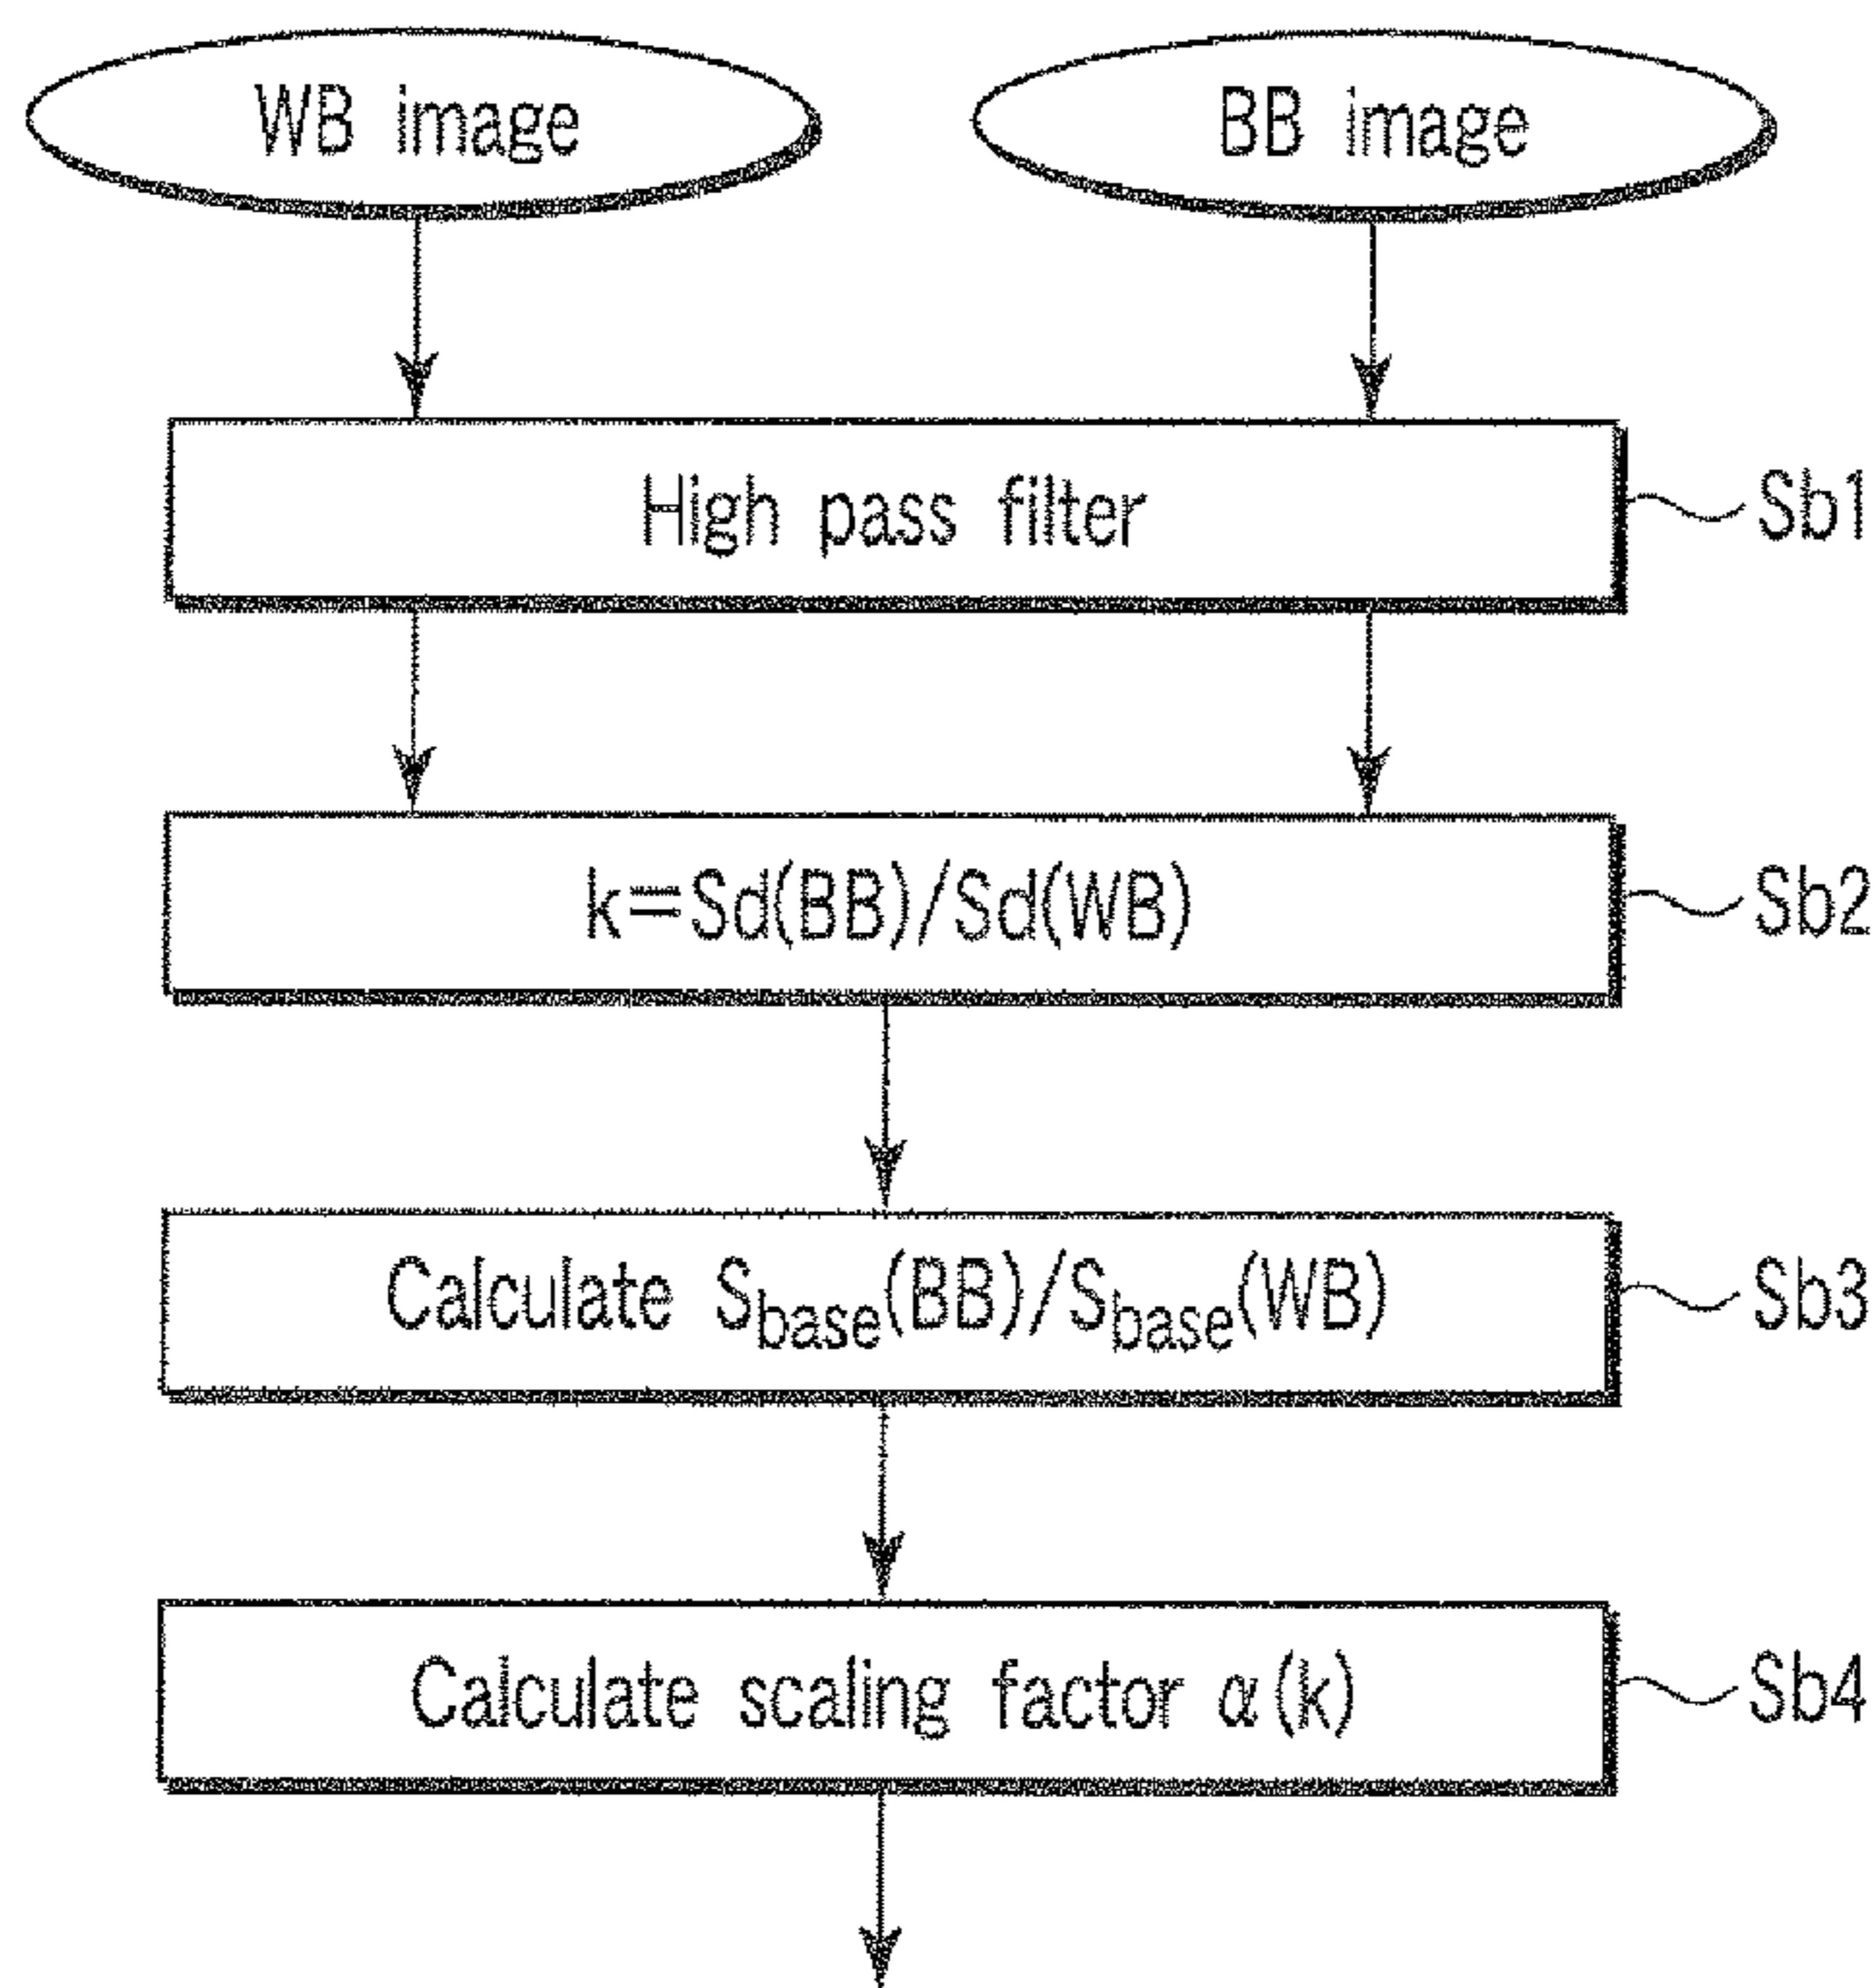 WB image
BB image
High pass filter
Sb1
k=Sd(BB)/Sd(WB)
Sb2
Calculate Sbase(BB)/Sbase(WB)
Sb3
Calculate scaling factor α(k)
Sb4